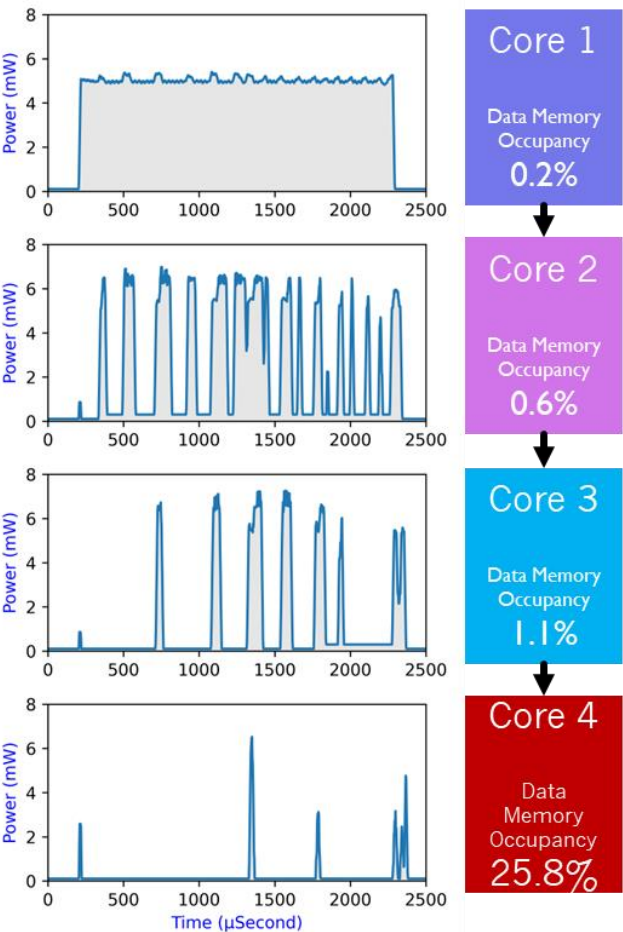 8
6
4
2
0
Power (mW)
0 500 1000 1500 2000 2500
Core 1
Data Memory
Occupancy
0.2%
8
6
4
2
0
Power (mW)
0 500 1000 1500 2000 2500
Core 2
Data Memory
Occupancy
0.6%
8
6
4
2
0
Power (mW)
0 500 1000 1500 2000 2500
Core 3
Data Memory
Occupancy
1.1%
8
6
4
2
0
Power (mW)
0 500 1000 1500 2000 2500
Time (μSecond)
Core 4
Data
Memory
Occupancy
25.8%